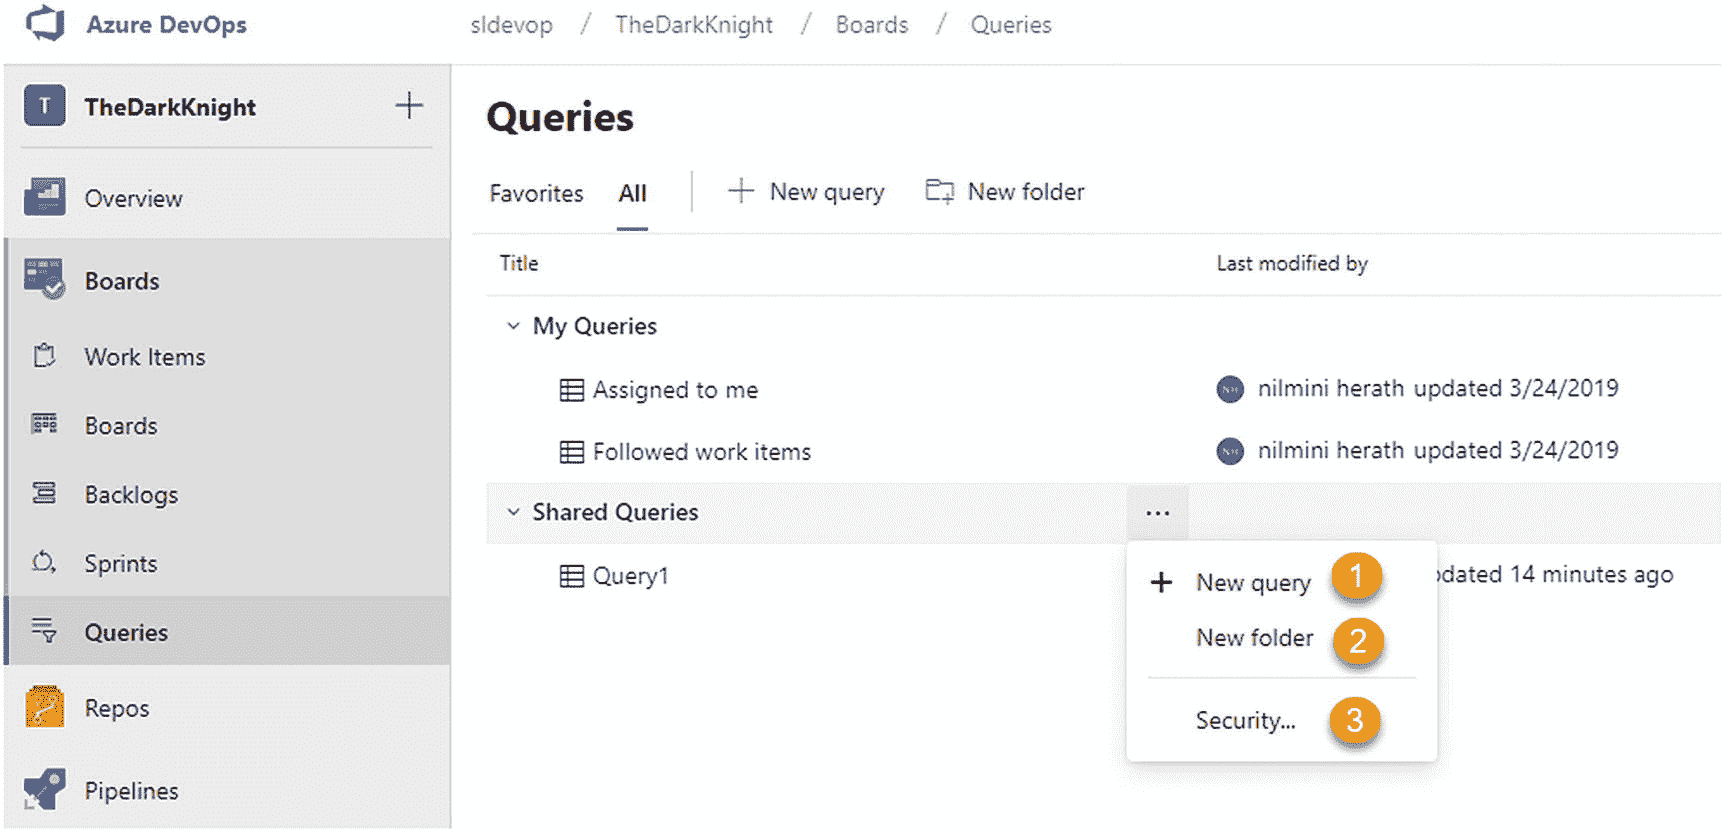 Azure DevOps
sldevop / TheDarkKnight / Boards / Queries
T TheDarkKnight +
Overview
Boards
Work Items
Boards
Backlogs
Sprints
Queries
Repos
Pipelines
Queries
Favorites All + New query New folder
Title Last modified by
My Queries
Assigned to me nilmini herath updated 3/24/2019
Followed work items nilmini herath updated 3/24/2019
Shared Queries ...
Query1 dated 14 minutes ago
+ New query 1
New folder 2
Security... 3